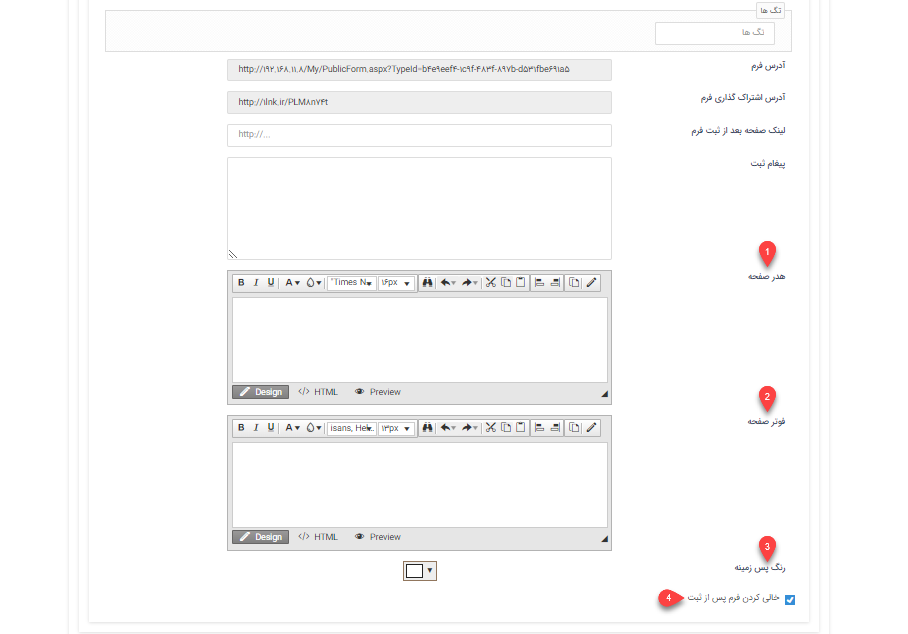 تگ ها
تگ ها
آدرس فرم
http://۱۹۲.۱۶۸.۱۱.۸/My/PublicForm.aspx?TypeId=b۴e۹eef۴-۱c۹f-۴۸۳f-۸۹۷b-d۵۳۱fbe۶۹۱a۵
آدرس اشتراک گذاری فرم
http://۱lnk.ir/PLM۸n۷۴t
لینک صفحه بعد از ثبت فرم
http://...
پیغام ثبت
1
هدر صفحه
B I U A "Times N ۱۶px
Design HTML Preview
2
فوتر صفحه
B I U A isans, Hel... ۱۳px
Design HTML Preview
3
رنگ پس زمینه
خالی کردن فرم پس از ثبت
4